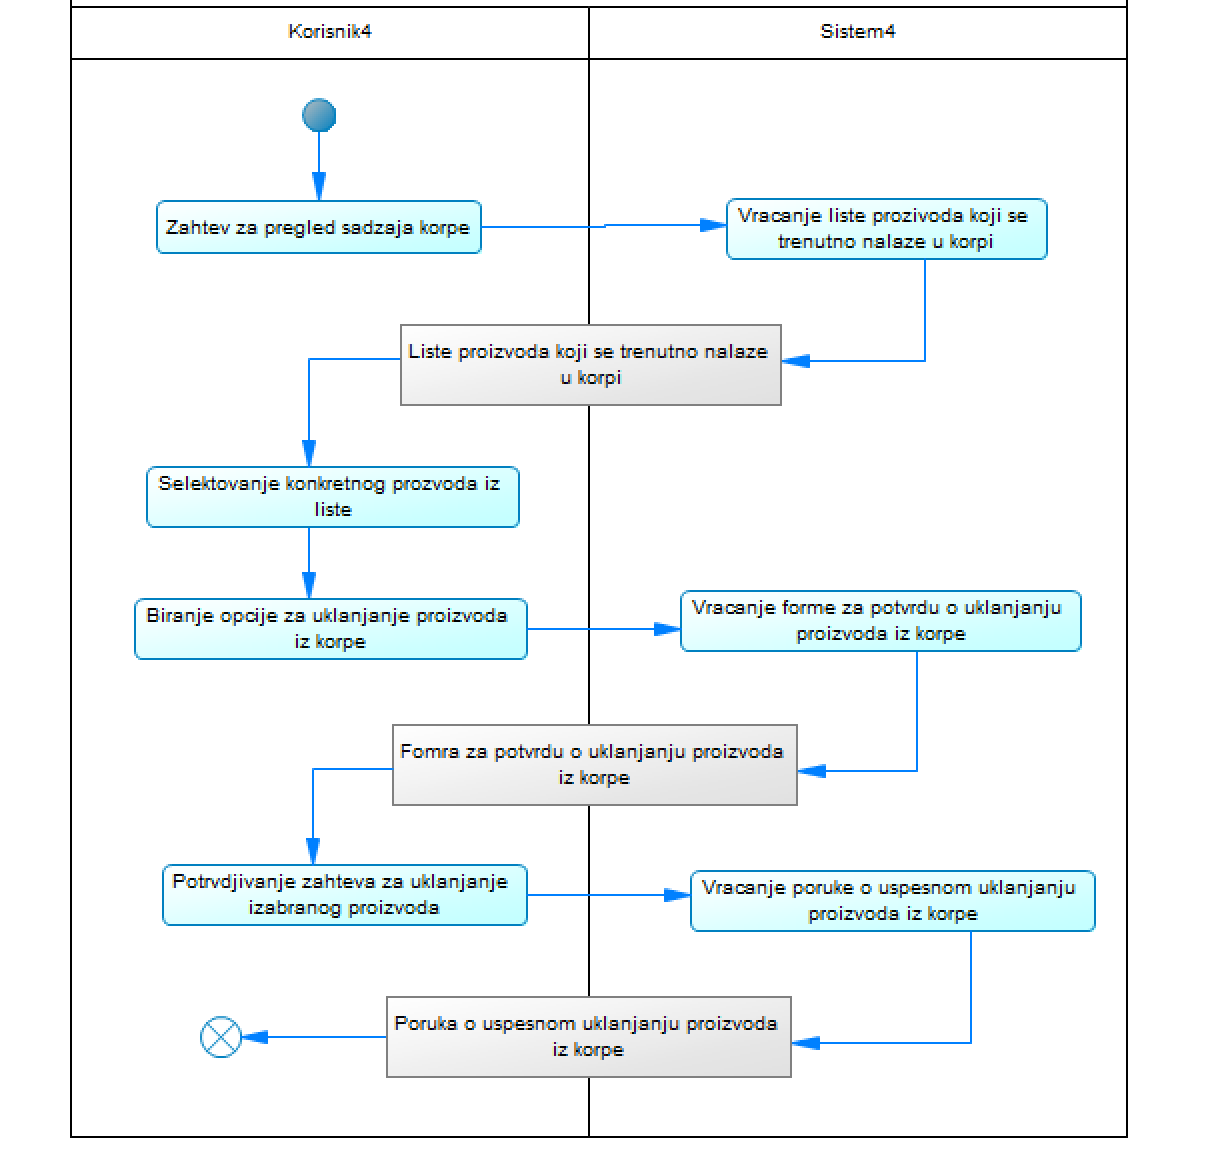 Korisnik4
Sistem4
Zahtev za pregled sadzaja korpe
Vracanje liste prozivoda koji se
trenutno nalaze u korpi
Liste proizvoda koji se trenutno nalaze
u korpi
Selektovanje konkretnog prozvoda iz
liste
Biranje opcije za uklanjanje proizvoda
iz korpe
Vracanje forme za potvrdu o uklanjanju
proizvoda iz korpe
Fomra za potvrdu o uklanjanju proizvoda
iz korpe
Potrvdjivanje zahteva za uklanjanje
izabranog proizvoda
Vracanje poruke o uspesnom uklanjanju
proizvoda iz korpe
Poruka o uspesnom uklanjanju proizvoda
iz korpe